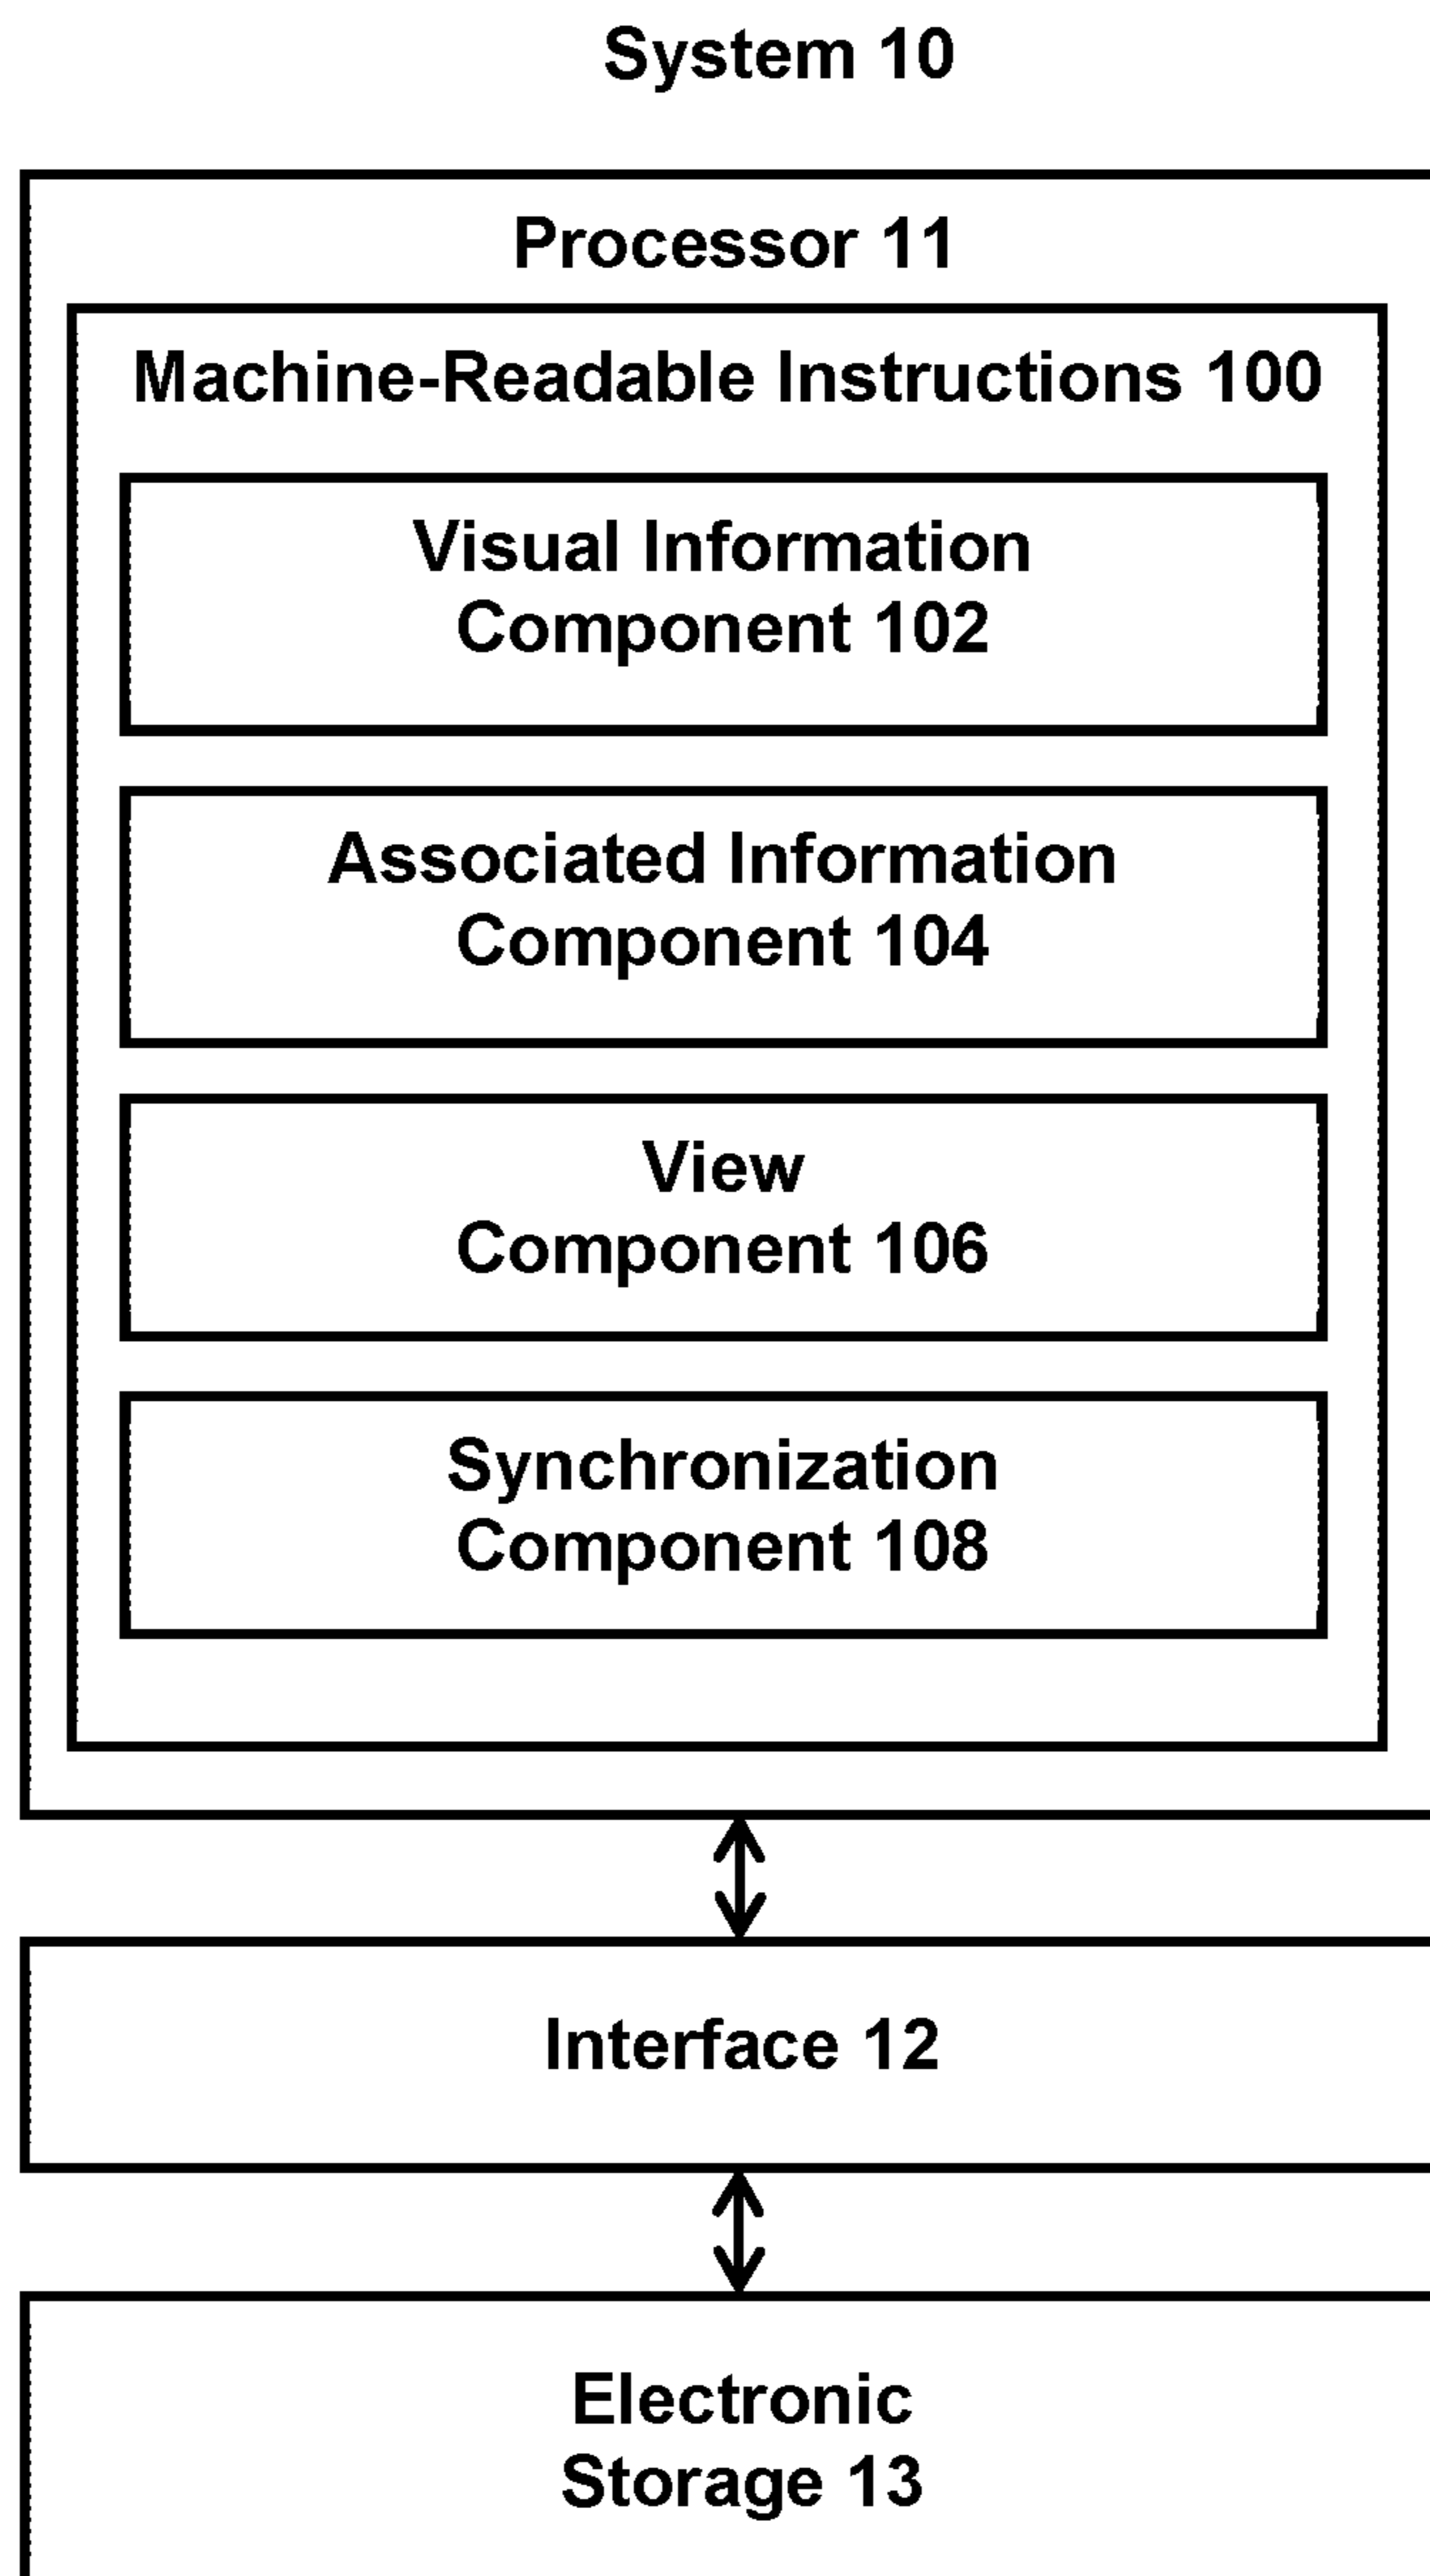 System 10
Processor 11
Machine-Readable Instructions 100
Visual Information
Component 102
Associated Information
Component 104
View
Component 106
Synchronization
Component 108
Interface 12
Electronic
Storage 13